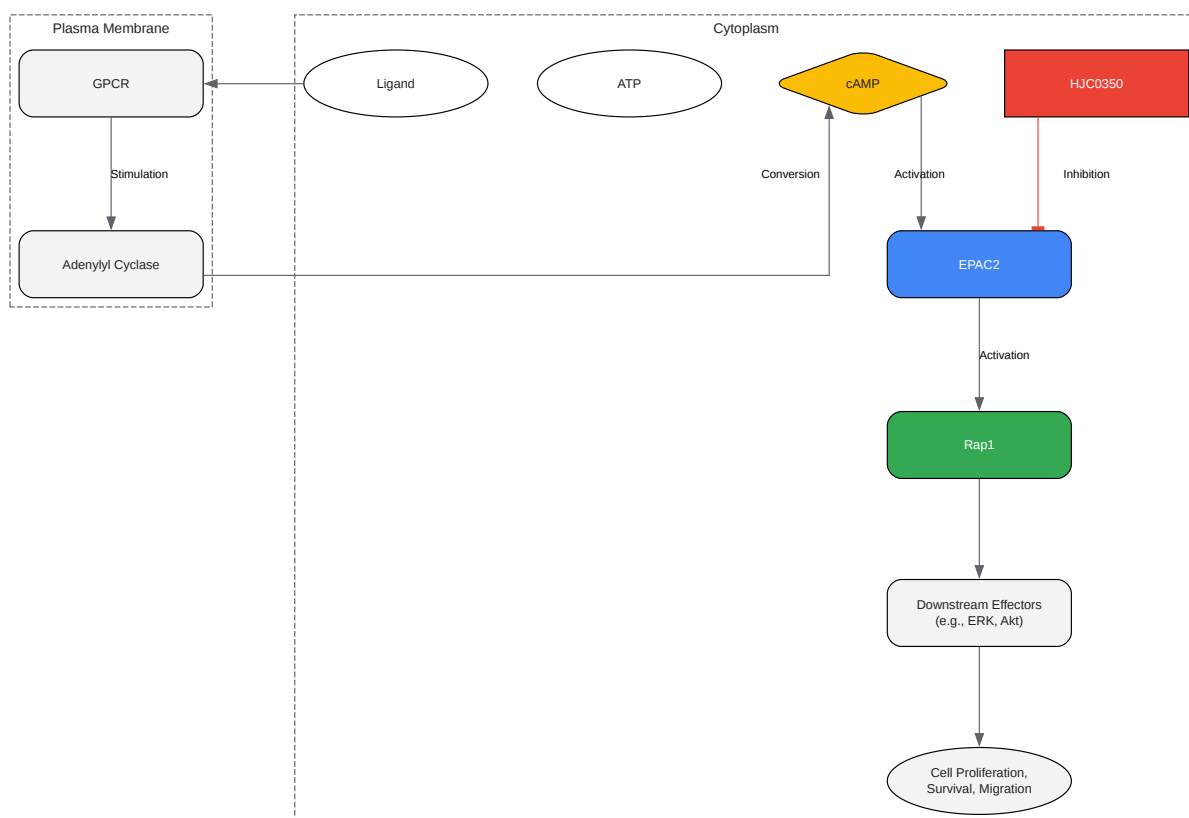 Plasma Membrane
Cytoplasm
GPCR
Ligand
ATP
cAMP
HJC0350
Stimulation
Conversion
Activation
Inhibition
Adenylyl Cyclase
EPAC2
Activation
Rap1
Downstream Effectors
(e.g., ERK, Akt)
Cell Proliferation,
Survival, Migration